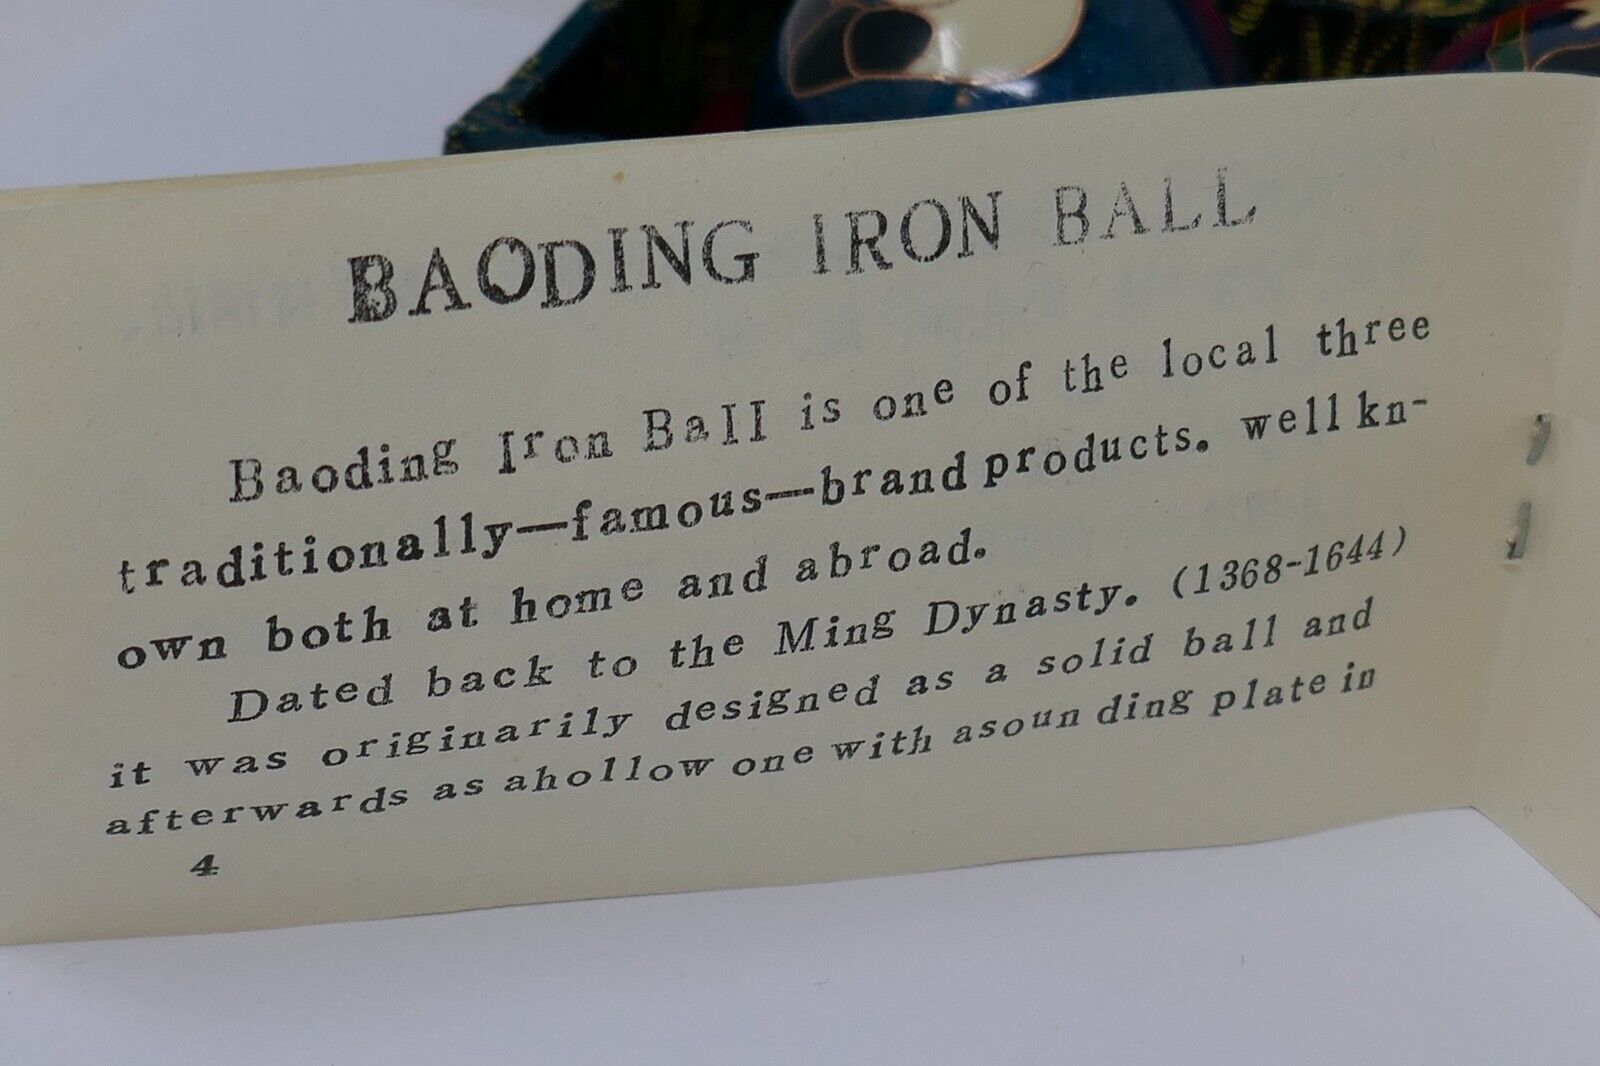 BAODING IRON BALL
Baoding Iron Ball is one of the local three
traditionally—famous—brand products. well kn-
own both at home and abroad.
Dated back to the Ming Dynasty. (1368-1644)
it was originarily designed as a solid ball and
afterwards as ahollow one with asoun ding plate in
4